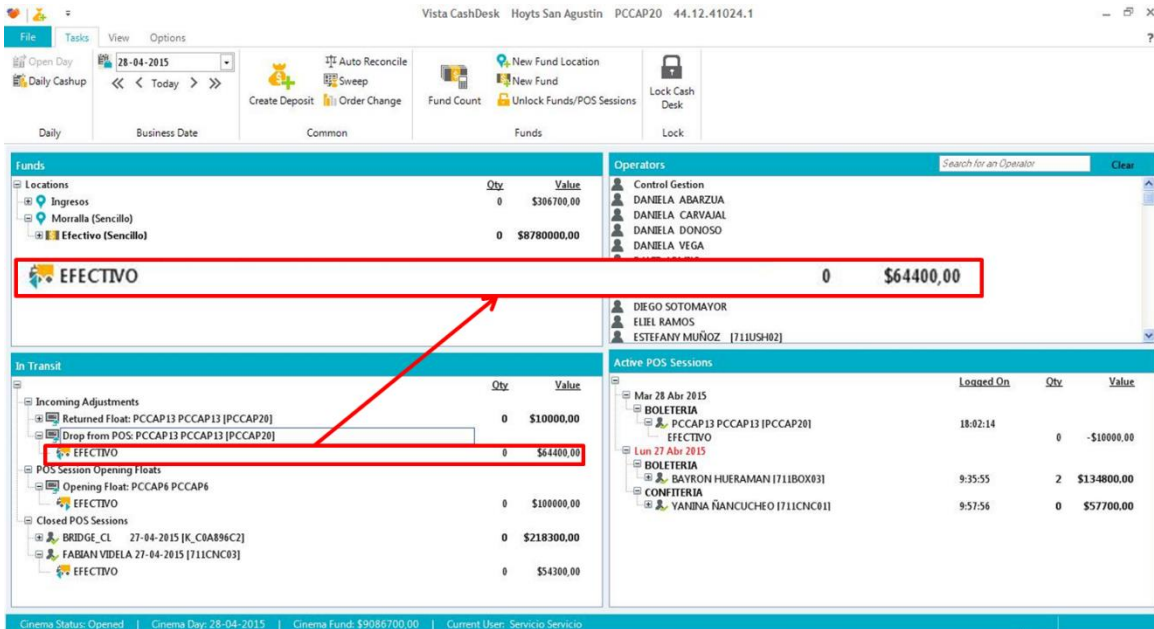 Vista CashDesk Hoyts San Agustin PCCAP20 44.12.41024.1
File Tasks View Options ?
Open Day
Daily Cashup
Daily
28-04-2015
Today
Business Date
Create Deposit
Auto Reconcile
Sweep
Order Change
Common
Fund Count
New Fund Location
New Fund
Unlock Funds/POS Sessions
Funds
Lock Cash
Desk
Lock
Funds
Locations Qty Value
Ingresos 0 $306700,00
Morralla (Sencillo)
Efectivo (Sencillo) 0 $8780000,00
EFECTIVO 0 $64400,00
Operators Search for an Operator Clear
Control Gestion
DANIELA ABARZUA
DANIELA CARVAJAL
DANIELA DONOSO
DANIELA VEGA
DIEGO SOTOMAYOR
ELIEL RAMOS
ESTEFANY MUÑOZ [711USH02]
In Transit
Qty Value
Incoming Adjustments
Returned Float: PCCAP13 PCCAP13 [PCCAP20] 0 $10000,00
Drop from POS: PCCAP13 PCCAP13 [PCCAP20]
EFECTIVO 0 $64400,00
POS Session Opening Floats
Opening Float: PCCAP6 PCCAP6
EFECTIVO 0 $100000,00
Closed POS Sessions
BRIDGE_CL 27-04-2015 [K_C0A896C2] 0 $218300,00
FABIAN VIDELA 27-04-2015 [711CNC03]
EFECTIVO 0 $54300,00
Active POS Sessions
Logged On Qty Value
Mar 28 Abr 2015
BOLETERIA
PCCAP13 PCCAP13 [PCCAP20] 18:02:14
EFECTIVO 0 -$10000,00
Lun 27 Abr 2015
BOLETERIA
BAYRON HUERAMAN [711BOX03] 9:35:55 2 $134800,00
CONFITERIA
YANINA ÑANCUCHEO [711CNC01] 9:57:56 0 $57700,00
Cinema Status: Opened | Cinema Day: 28-04-2015 | Cinema Fund: $9086700,00 | Current User: Servicio Servicio